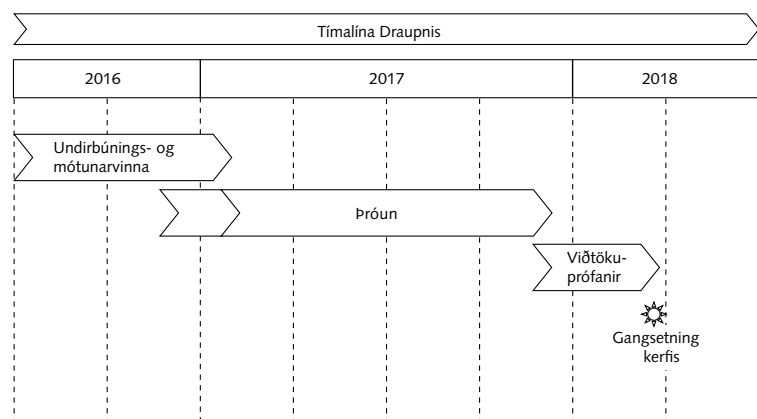 Tímalína Draupnis
2016
2017
2018
Undirbúnings- og
mótunarvinna
Þróun
Viðtöku-
prófanir
Gangsetning
kerfis